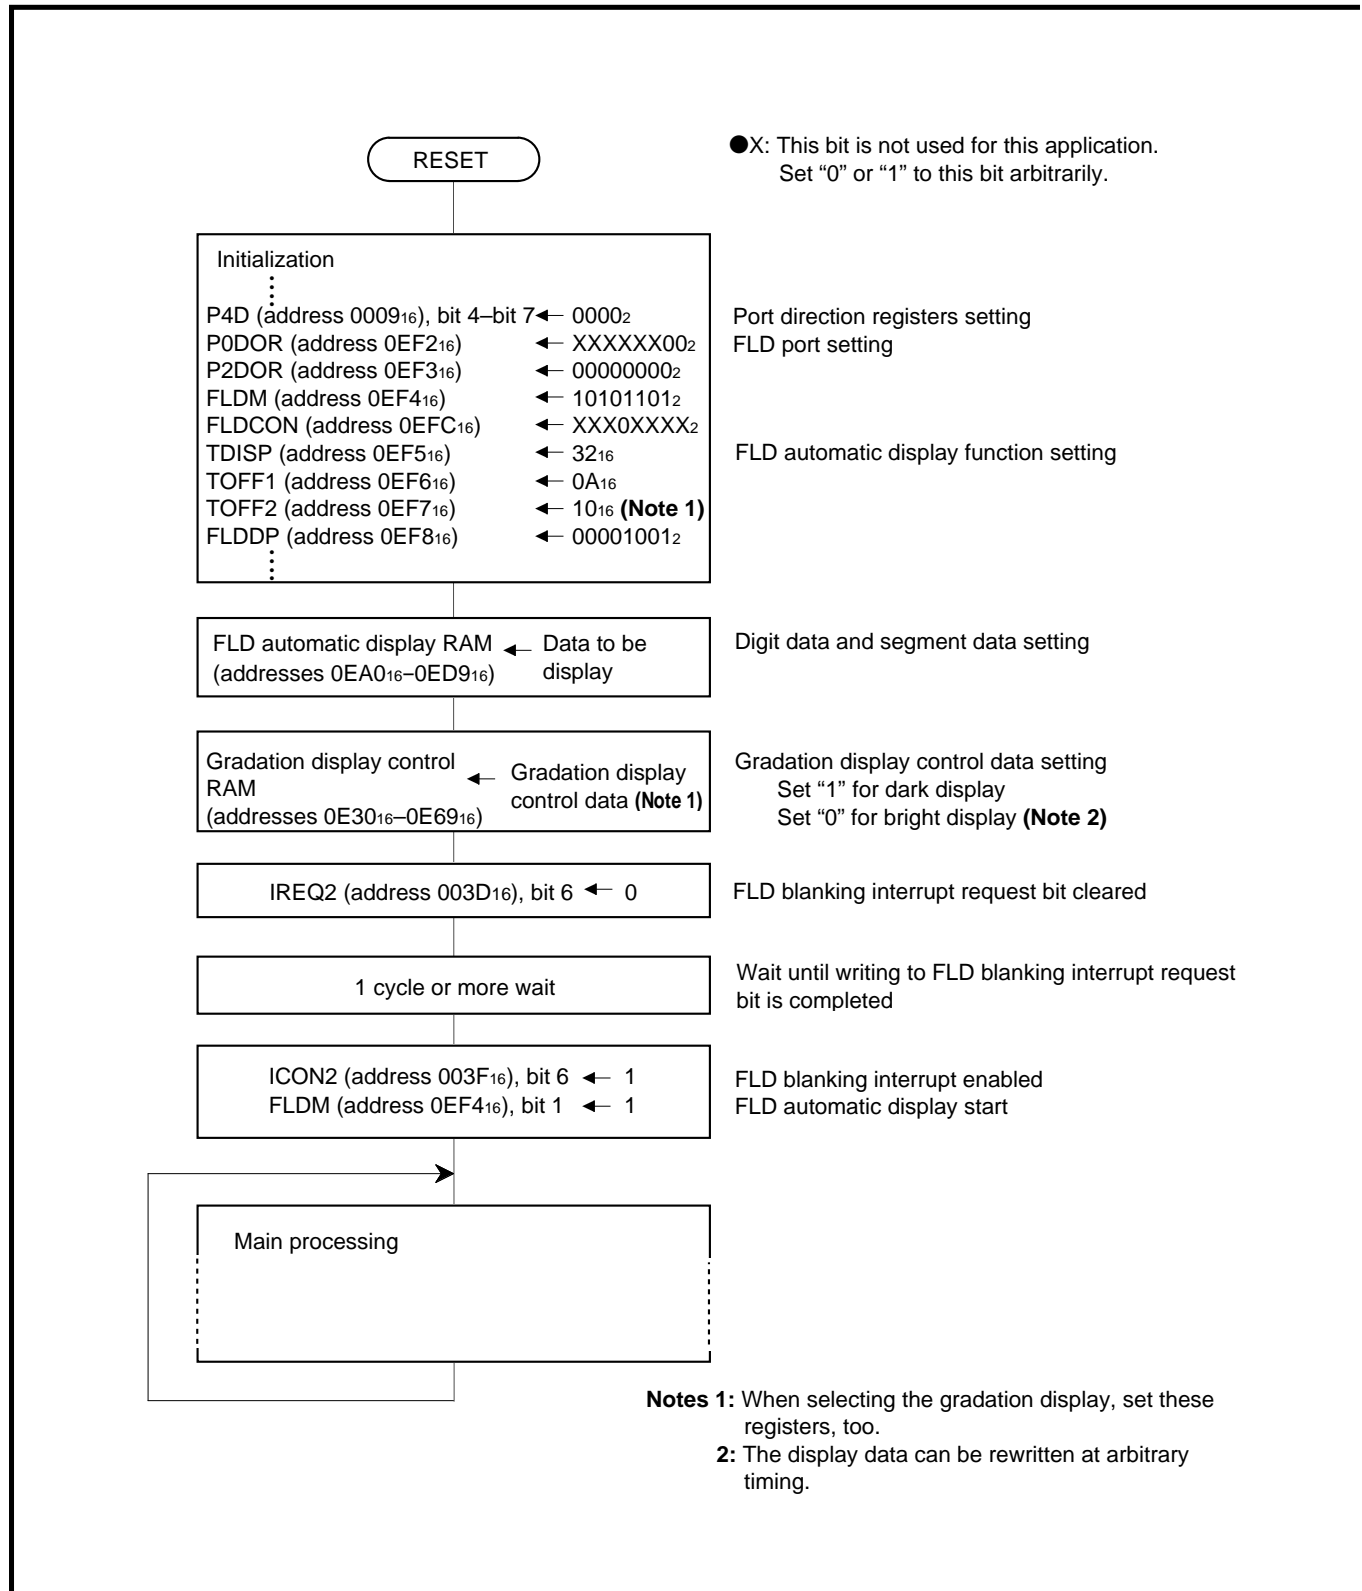 RESET
●X: This bit is not used for this application.
Set “0” or “1” to this bit arbitrarily.
Initialization
P4D (address 0009₁₆), bit 4–bit 7 ← 0000₂ Port direction registers setting
P0DOR (address 0EF2₁₆) ← XXXXXX00₂ FLD port setting
P2DOR (address 0EF3₁₆) ← 00000000₂
FLDM (address 0EF4₁₆) ← 10101101₂
FLDCON (address 0EFC₁₆) ← XXX0XXXX₂
TDISP (address 0EF5₁₆) ← 32₁₆ FLD automatic display function setting
TOFF1 (address 0EF6₁₆) ← 0A₁₆
TOFF2 (address 0EF7₁₆) ← 10₁₆ (Note 1)
FLDDP (address 0EF8₁₆) ← 00001001₂
FLD automatic display RAM ← Data to be
(addresses 0EA0₁₆–0ED9₁₆) display
Digit data and segment data setting
Gradation display control
RAM
(addresses 0E30₁₆–0E69₁₆)
← Gradation display
control data (Note 1)
Gradation display control data setting
Set “1” for dark display
Set “0” for bright display (Note 2)
IREQ2 (address 003D₁₆), bit 6 ← 0 FLD blanking interrupt request bit cleared
1 cycle or more wait
Wait until writing to FLD blanking interrupt request
bit is completed
ICON2 (address 003F₁₆), bit 6 ← 1 FLD blanking interrupt enabled
FLDM (address 0EF4₁₆), bit 1 ← 1 FLD automatic display start
Main processing
Notes 1: When selecting the gradation display, set these
registers, too.
2: The display data can be rewritten at arbitrary
timing.